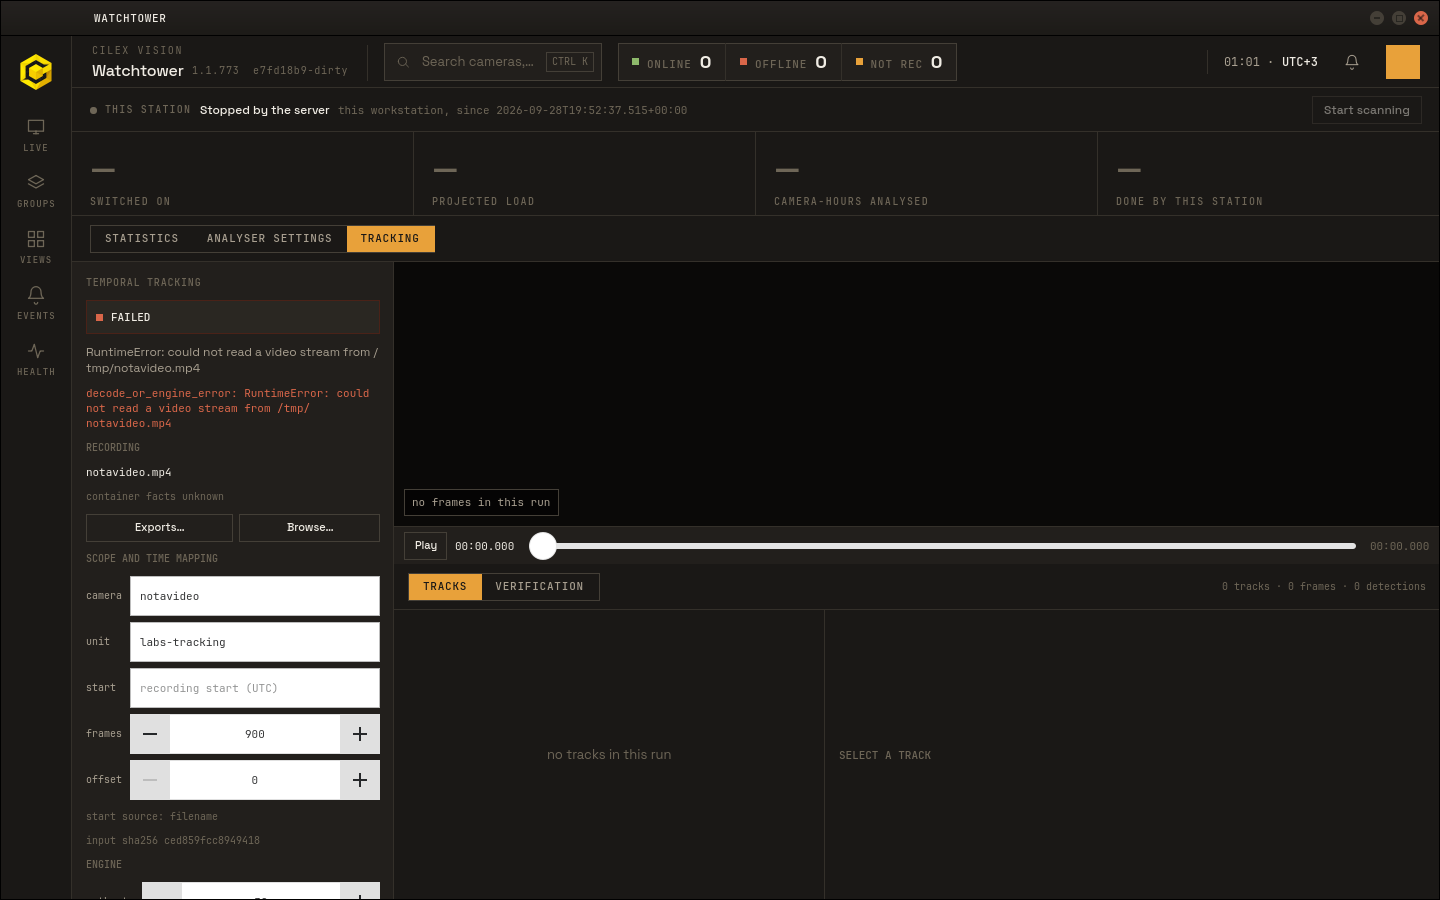 WATCHTOWER
CILEX VISION
Watchtower 1.1.773 e7fd18b9-dirty
Search cameras,... CTRL K
ONLINE 0 OFFLINE 0 NOT REC 0
01:01 · UTC+3
THIS STATION Stopped by the server this workstation, since 2026-09-28T19:52:37.515+00:00
Start scanning
LIVE
GROUPS
VIEWS
EVENTS
HEALTH
— — — —
SWITCHED ON PROJECTED LOAD CAMERA-HOURS ANALYSED DONE BY THIS STATION
STATISTICS ANALYSER SETTINGS TRACKING
TEMPORAL TRACKING
FAILED
RuntimeError: could not read a video stream from /
tmp/notavideo.mp4
decode_or_engine_error: RuntimeError: could
not read a video stream from /tmp/
notavideo.mp4
RECORDING
notavideo.mp4
container facts unknown
Exports... Browse...
SCOPE AND TIME MAPPING
camera notavideo
unit labs-tracking
start recording start (UTC)
frames — 900 +
offset — 0 +
start source: filename
input sha256 ced859fcc8949418
ENGINE
no frames in this run
Play 00:00.000 00:00.000
TRACKS VERIFICATION
0 tracks · 0 frames · 0 detections
no tracks in this run
SELECT A TRACK